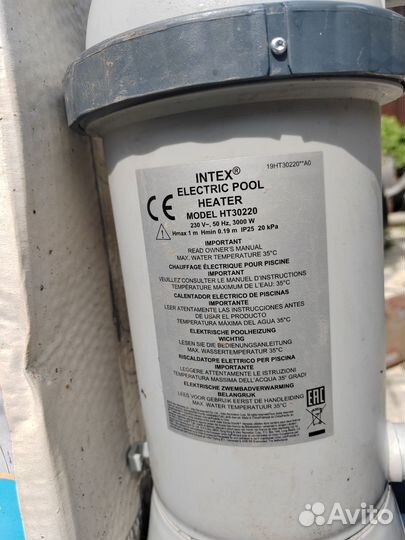 19HT30220**A0
INTEX®
ELECTRIC POOL
HEATER
MODEL HT30220
230 V~, 50 Hz, 3000 W
Hmax 1 m Hmin 0.19 m IP25 20 kPa
IMPORTANT
READ OWNER'S MANUAL
MAX. WATER TEMPERATURE 35°C
CHAUFFAGE ÉLECTRIQUE POUR PISCINE
IMPORTANT
VEUILLEZ CONSULTER LE MANUEL D'INSTRUCTIONS
TEMPÉRATURE MAXIMUM DE L'EAU: 35°C
CALENTADOR ELECTRICO DE PISCINAS
IMPORTANTE
LEER ATENTAMENTE LAS INSTRUCCIONES ANTES
DE USAR EL PRODUCTO
TEMPERATURA MÁXIMA DEL AGUA 35°C
ELEKTRISCHE POOLHEIZUNG
WICHTIG
LESEN SIE DIE BEDIENUNGSANLEITUNG
MAX. WASSERTEMPERATUR 35°C
RISCALDATORE ELETTRICO PER PISCINA
IMPORTANTE
LEGGERE ATTENTAMENTE LE ISTRUZIONI
TEMPERATURA MASSIMA DELL'ACQUA 35° GRADI
ELEKTRISCHE ZWEMBADVERWARMING
BELANGRIJK
LEES VOOR GEBRUIK EERST DE HANDLEIDING
MAX. WATER TEMPERATUUR 35°C
CE
EAC
Avito